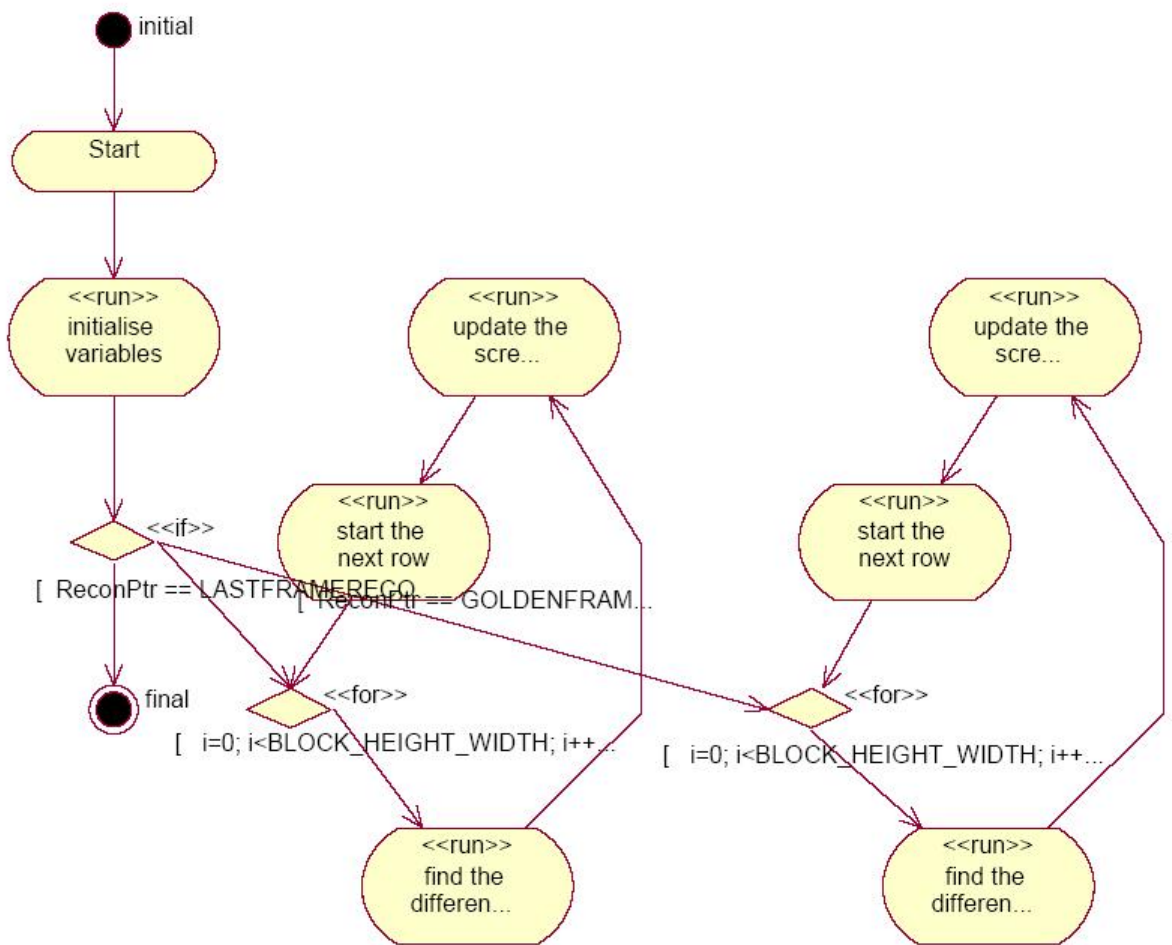 initial
Start
<<run>>
initialise
variables
<<run>>
update the
scre...
<<run>>
update the
scre...
<<run>>
start the
next row
<<run>>
start the
next row
<<if>>
[ ReconPtr == LASTFRAMERECO
[ ReconPtr == GOLDENFRAM...
final
<<for>>
[ i=0; i<BLOCK_HEIGHT_WIDTH; i++...
<<for>>
[ i=0; i<BLOCK_HEIGHT_WIDTH; i++...
<<run>>
find the
differen...
<<run>>
find the
differen...